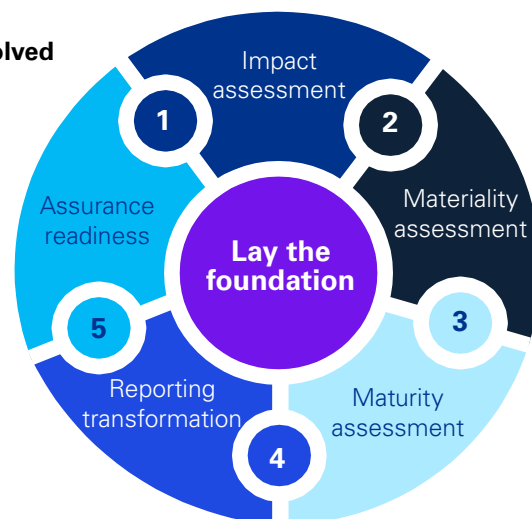 Impact
assessment
1
2
Materiality
assessment
3
Maturity
assessment
4
Reporting
transformation
5
Assurance
readiness
Lay the
foundation